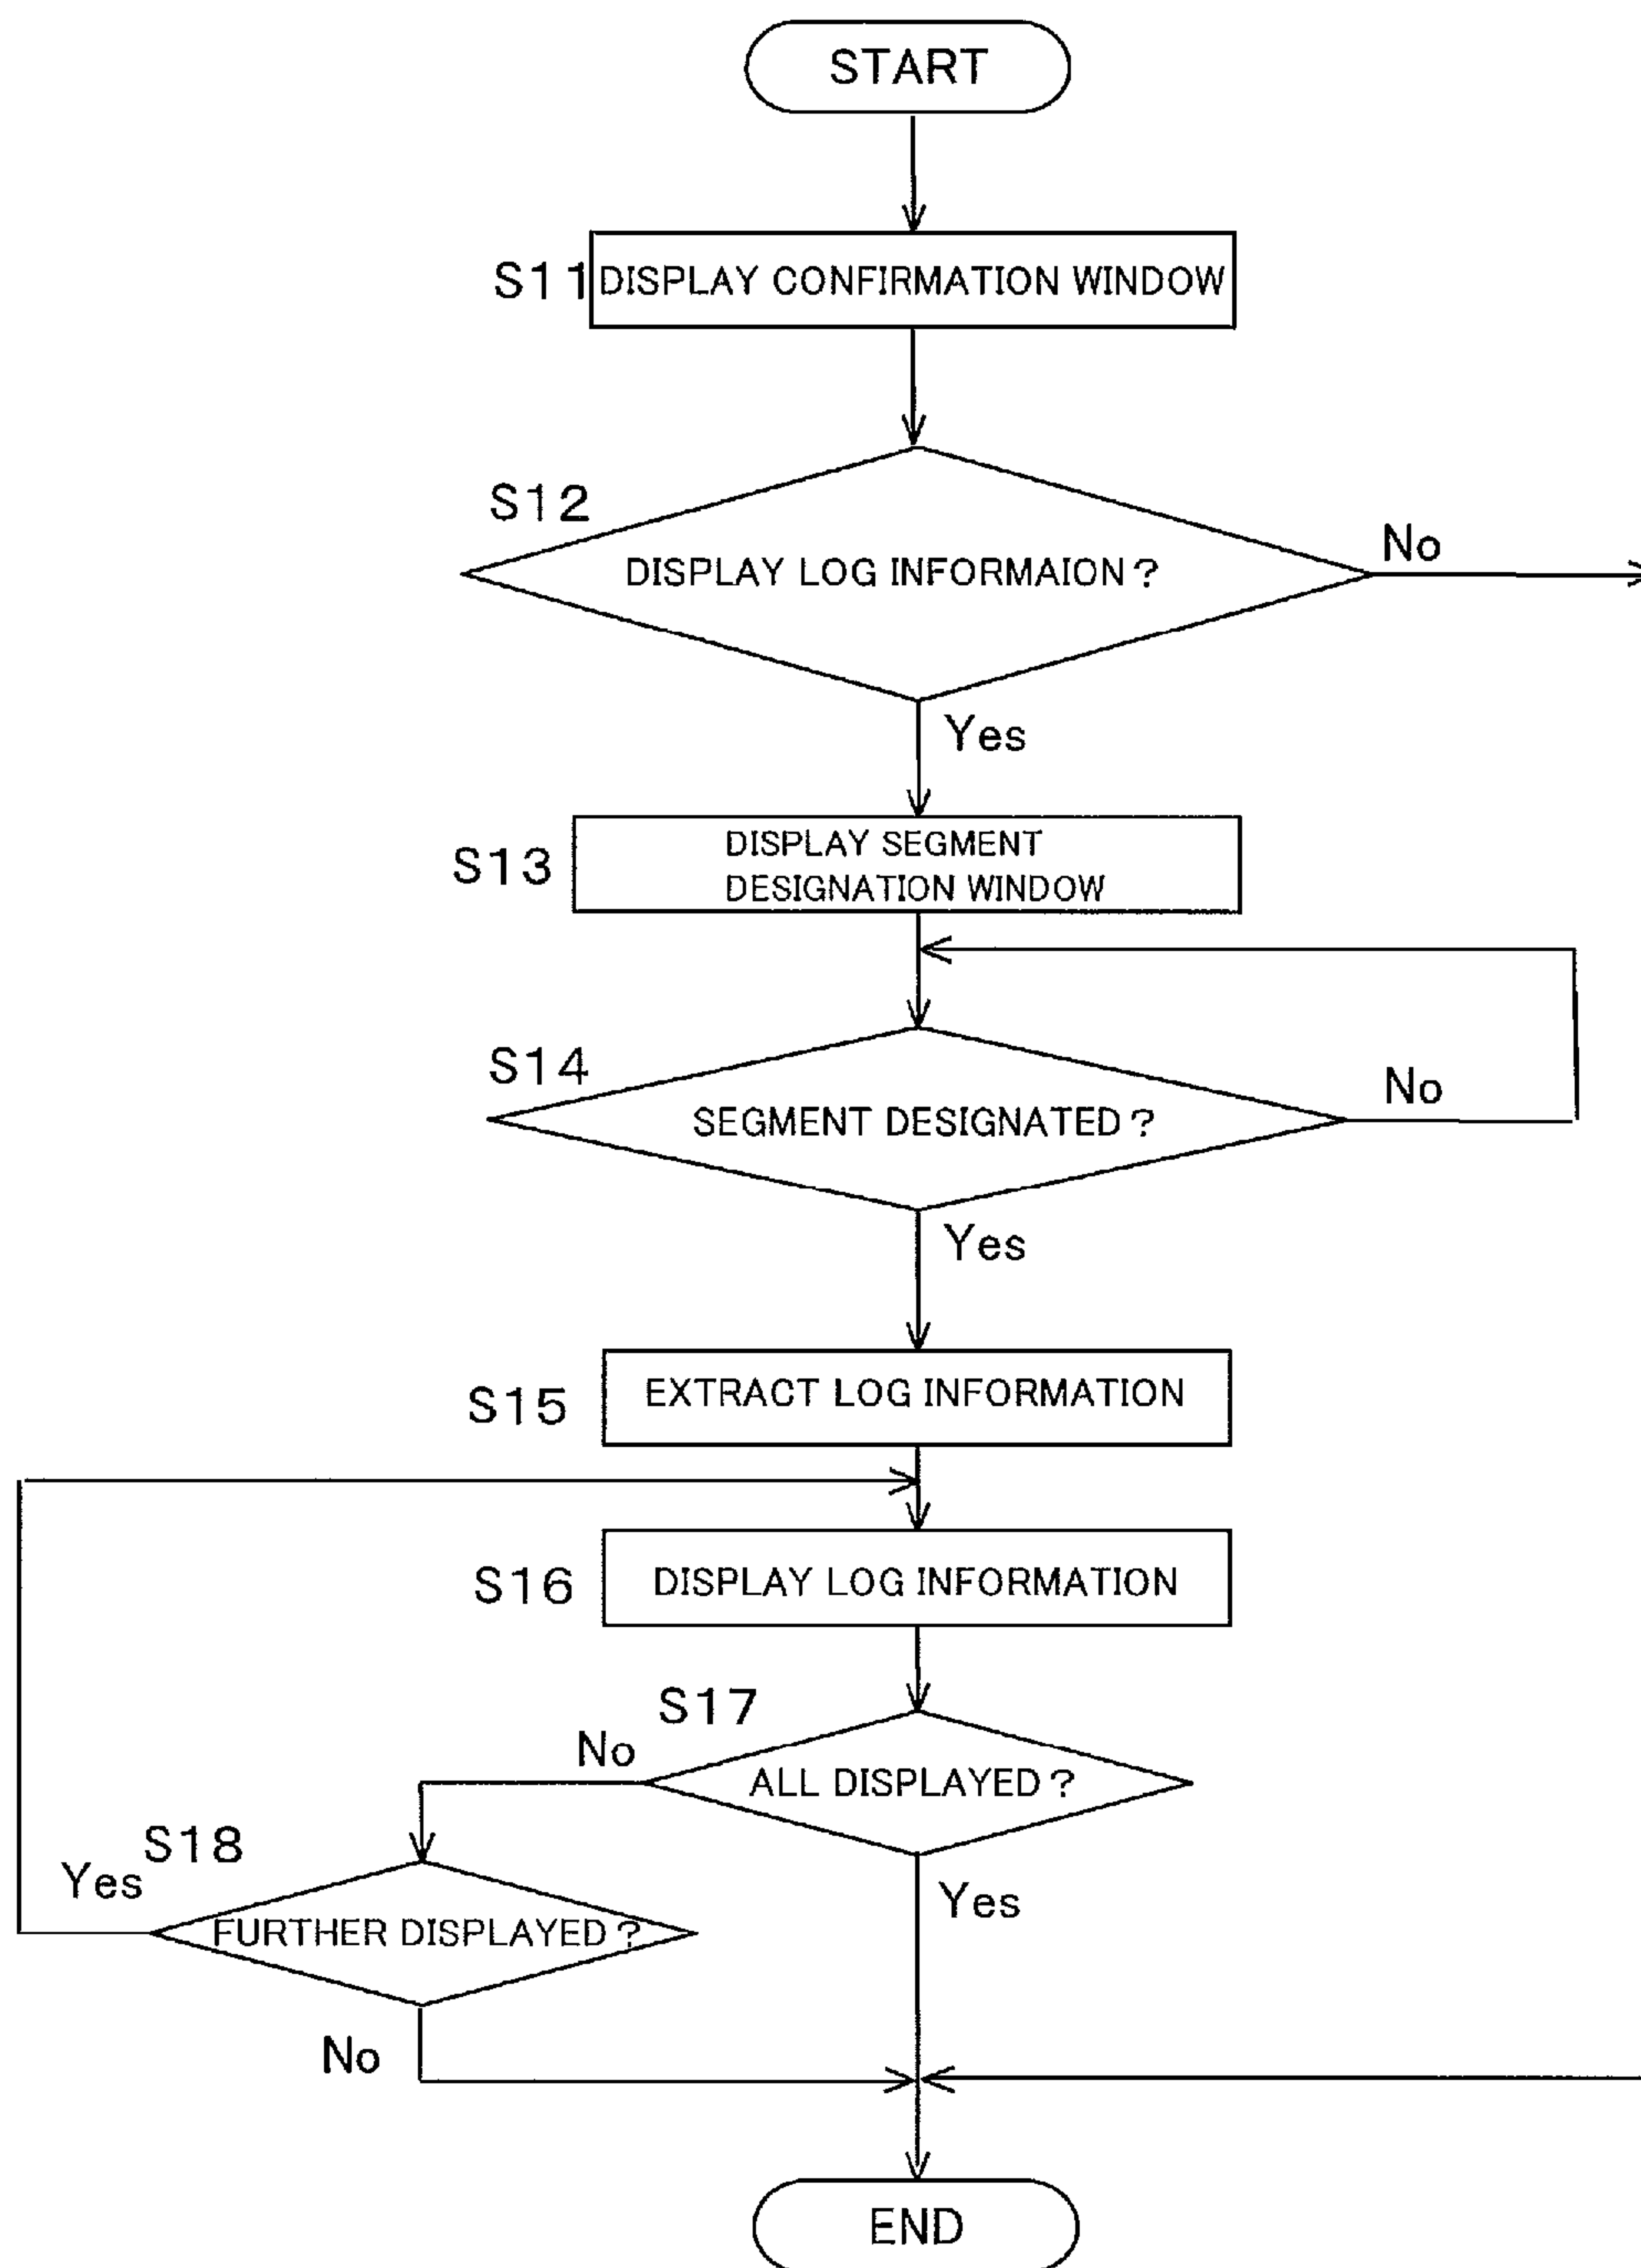 START
S11
DISPLAY CONFIRMATION WINDOW
S12
DISPLAY LOG INFORMAION ?
No
Yes
S13
DISPLAY SEGMENT
DESIGNATION WINDOW
S14
SEGMENT DESIGNATED ?
No
Yes
S15
EXTRACT LOG INFORMATION
S16
DISPLAY LOG INFORMATION
S17
No
ALL DISPLAYED ?
S18
Yes
FURTHER DISPLAYED ?
Yes
No
END